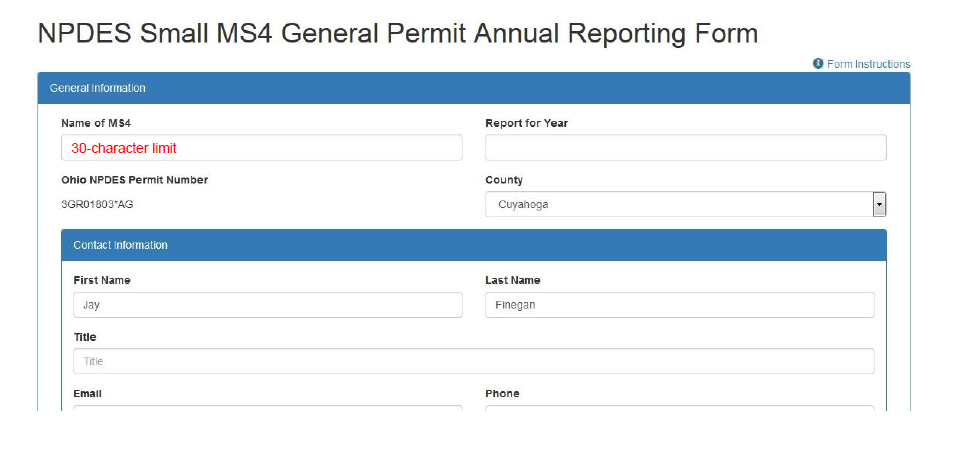 NPDES Small MS4 General Permit Annual Reporting Form
Form Instructions
General Information
Name of MS4 Report for Year
30-character limit
Ohio NPDES Permit Number County
3GR01803*AG Cuyahoga
Contact Information
First Name Last Name
Jay Finegan
Title
Title
Email Phone